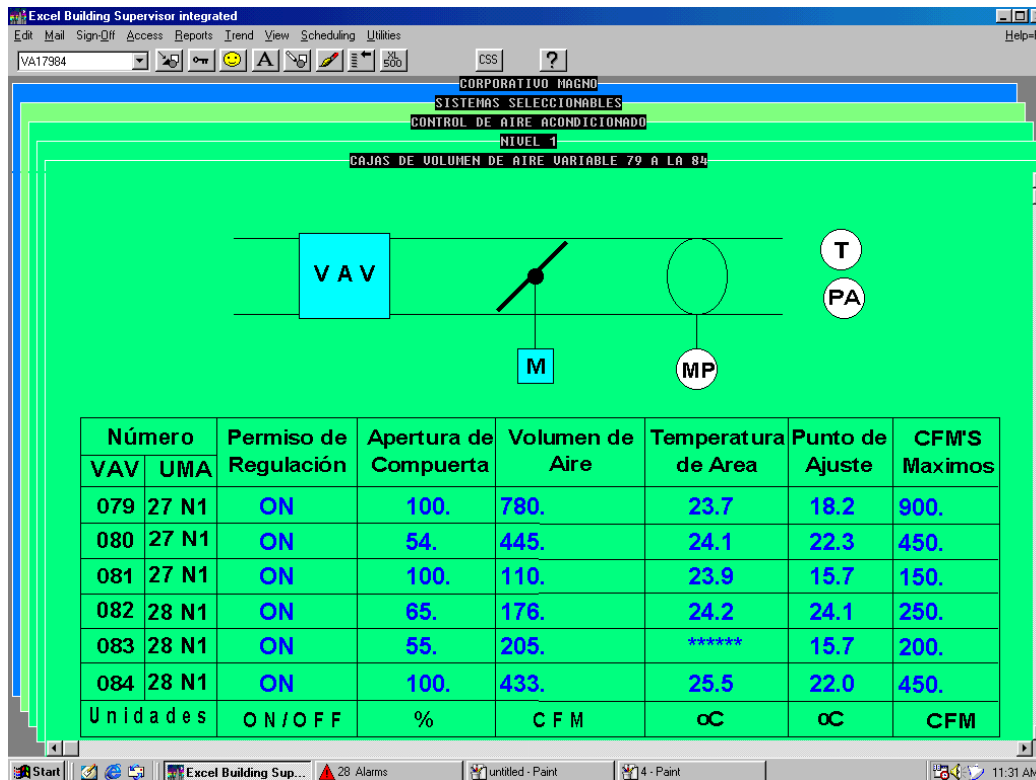 Excel Building Supervisor integrated
Edit Mail Sign-Off Access Reports Trend View Scheduling Utilities Help=
VA17984 A XL 500 CSS ?
CORPORATIVO MAGNO
SISTEMAS SELECCIONABLES
CONTROL DE AIRE ACONDICIONADO
NIVEL 1
CAJAS DE VOLUMEN DE AIRE VARIABLE 79 A LA 84
VAV
T
PA
M
MP
Número Permiso de Apertura de Volumen de Temperatura Punto de CFM'S
VAV UMA Regulación Compuerta Aire de Area Ajuste Maximos
079 27 N1 ON 100. 780. 23.7 18.2 900.
080 27 N1 ON 54. 445. 24.1 22.3 450.
081 27 N1 ON 100. 110. 23.9 15.7 150.
082 28 N1 ON 65. 176. 24.2 24.1 250.
083 28 N1 ON 55. 205. ****** 15.7 200.
084 28 N1 ON 100. 433. 25.5 22.0 450.
Unidades ON/OFF % CFM oC oC CFM
Start Excel Building Sup... 28 Alarms untitled - Paint 4 - Paint 11:31 AM